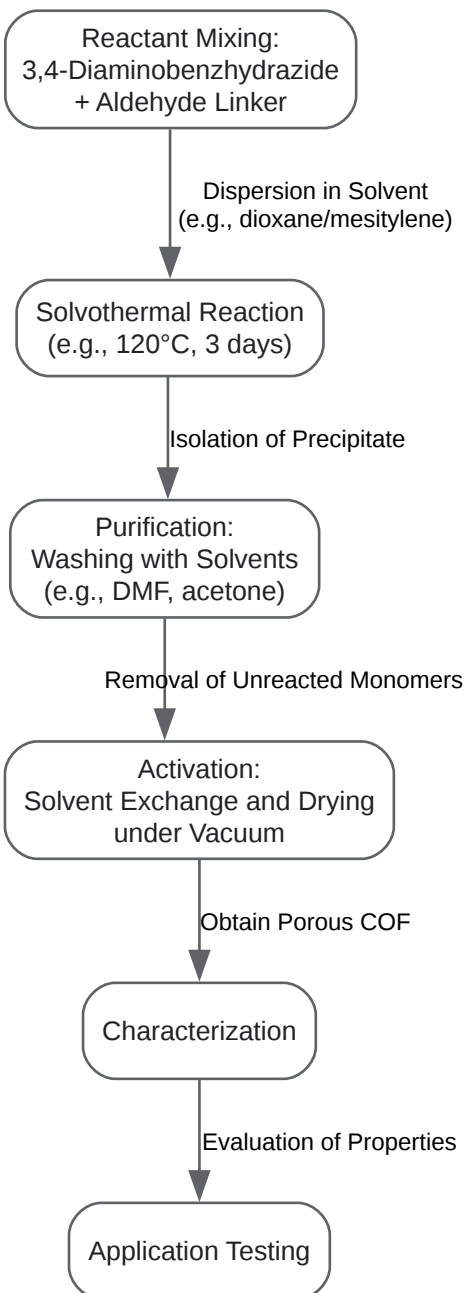 Reactant Mixing:
3,4-Diaminobenzhydrazide
+ Aldehyde Linker
Dispersion in Solvent
(e.g., dioxane/mesitylene)
Solvothermal Reaction
(e.g., 120°C, 3 days)
Isolation of Precipitate
Purification:
Washing with Solvents
(e.g., DMF, acetone)
Removal of Unreacted Monomers
Activation:
Solvent Exchange and Drying
under Vacuum
Obtain Porous COF
Characterization
Evaluation of Properties
Application Testing